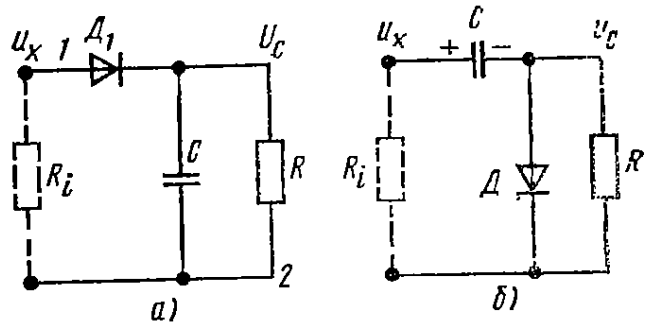 u_x 1 Д_1 U_c
R_i C R
2
а)
C
u_x + − u_c
R_i Д R
б)